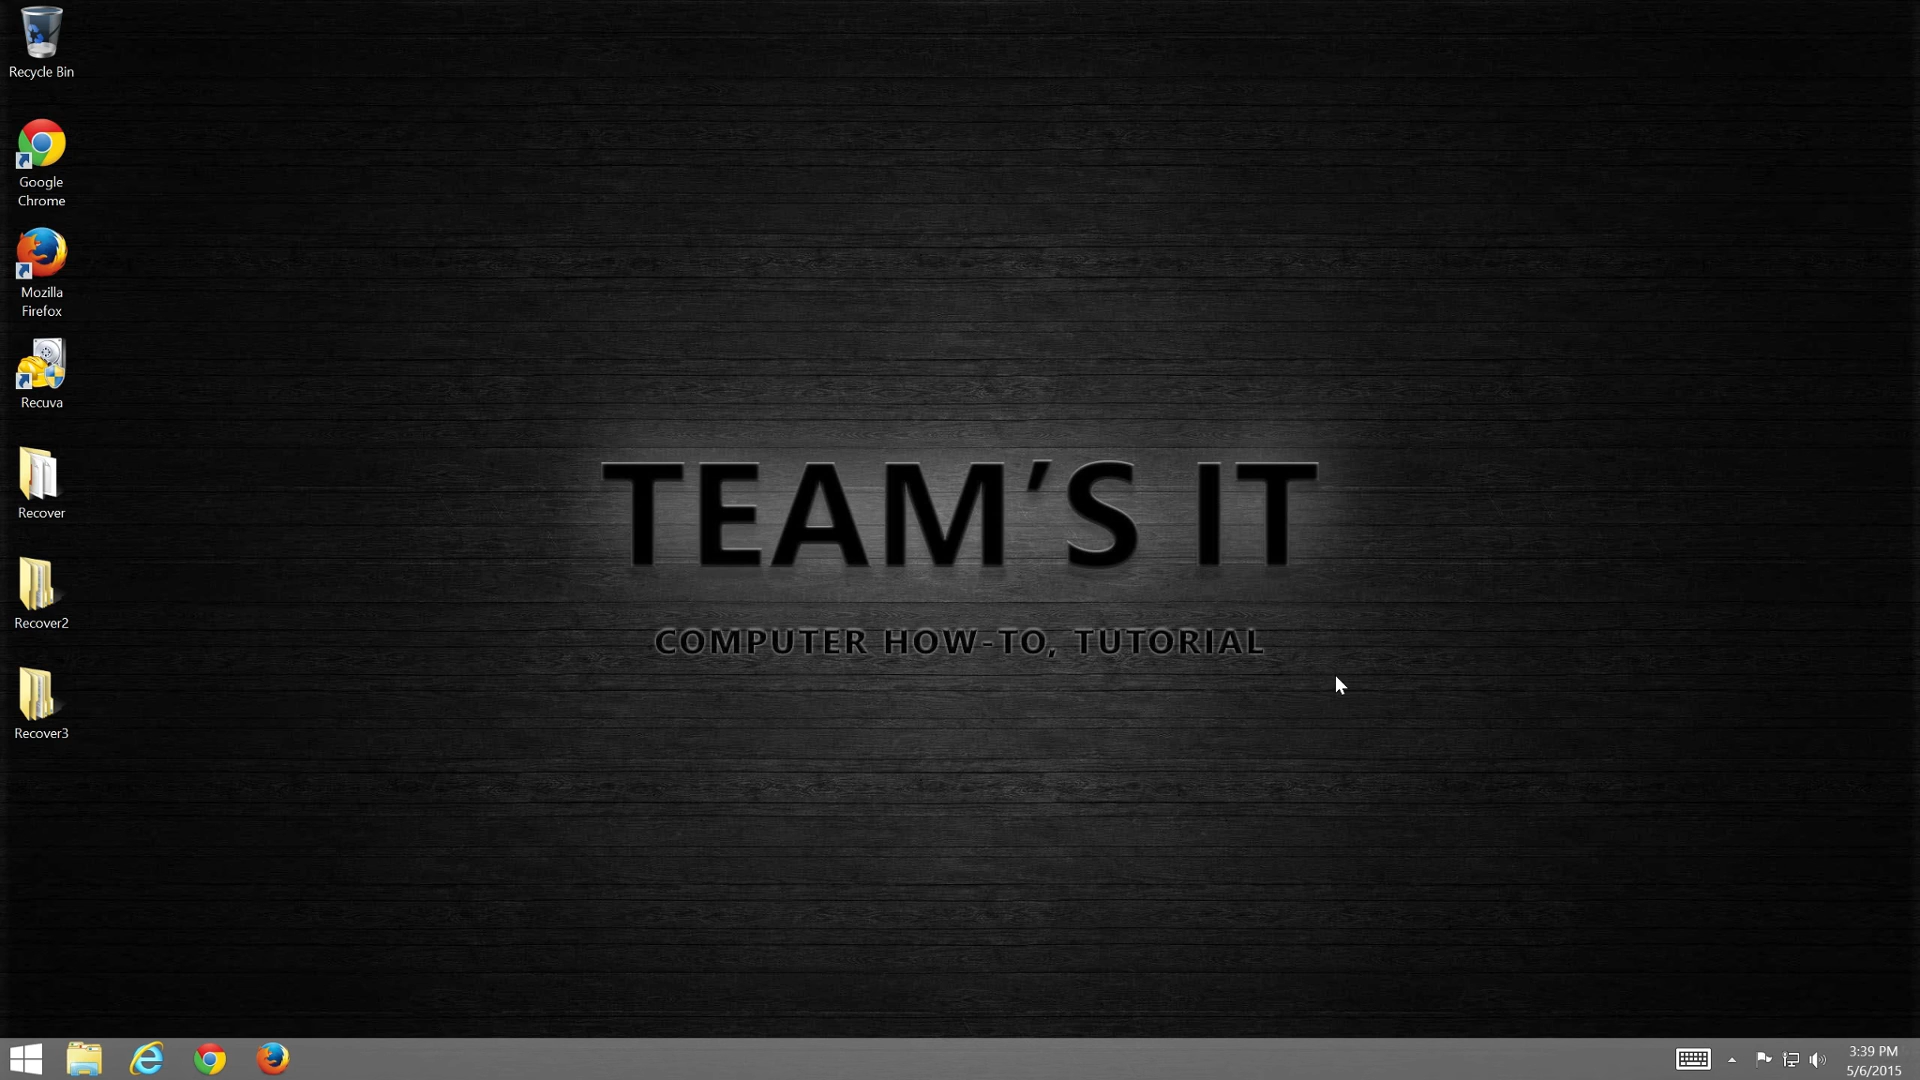 Recycle Bin
Google
Chrome
Mozilla
Firefox
Recuva
Recover
Recover2
Recover3
TEAM'S IT
COMPUTER HOW-TO, TUTORIAL
3:39 PM
5/6/2015